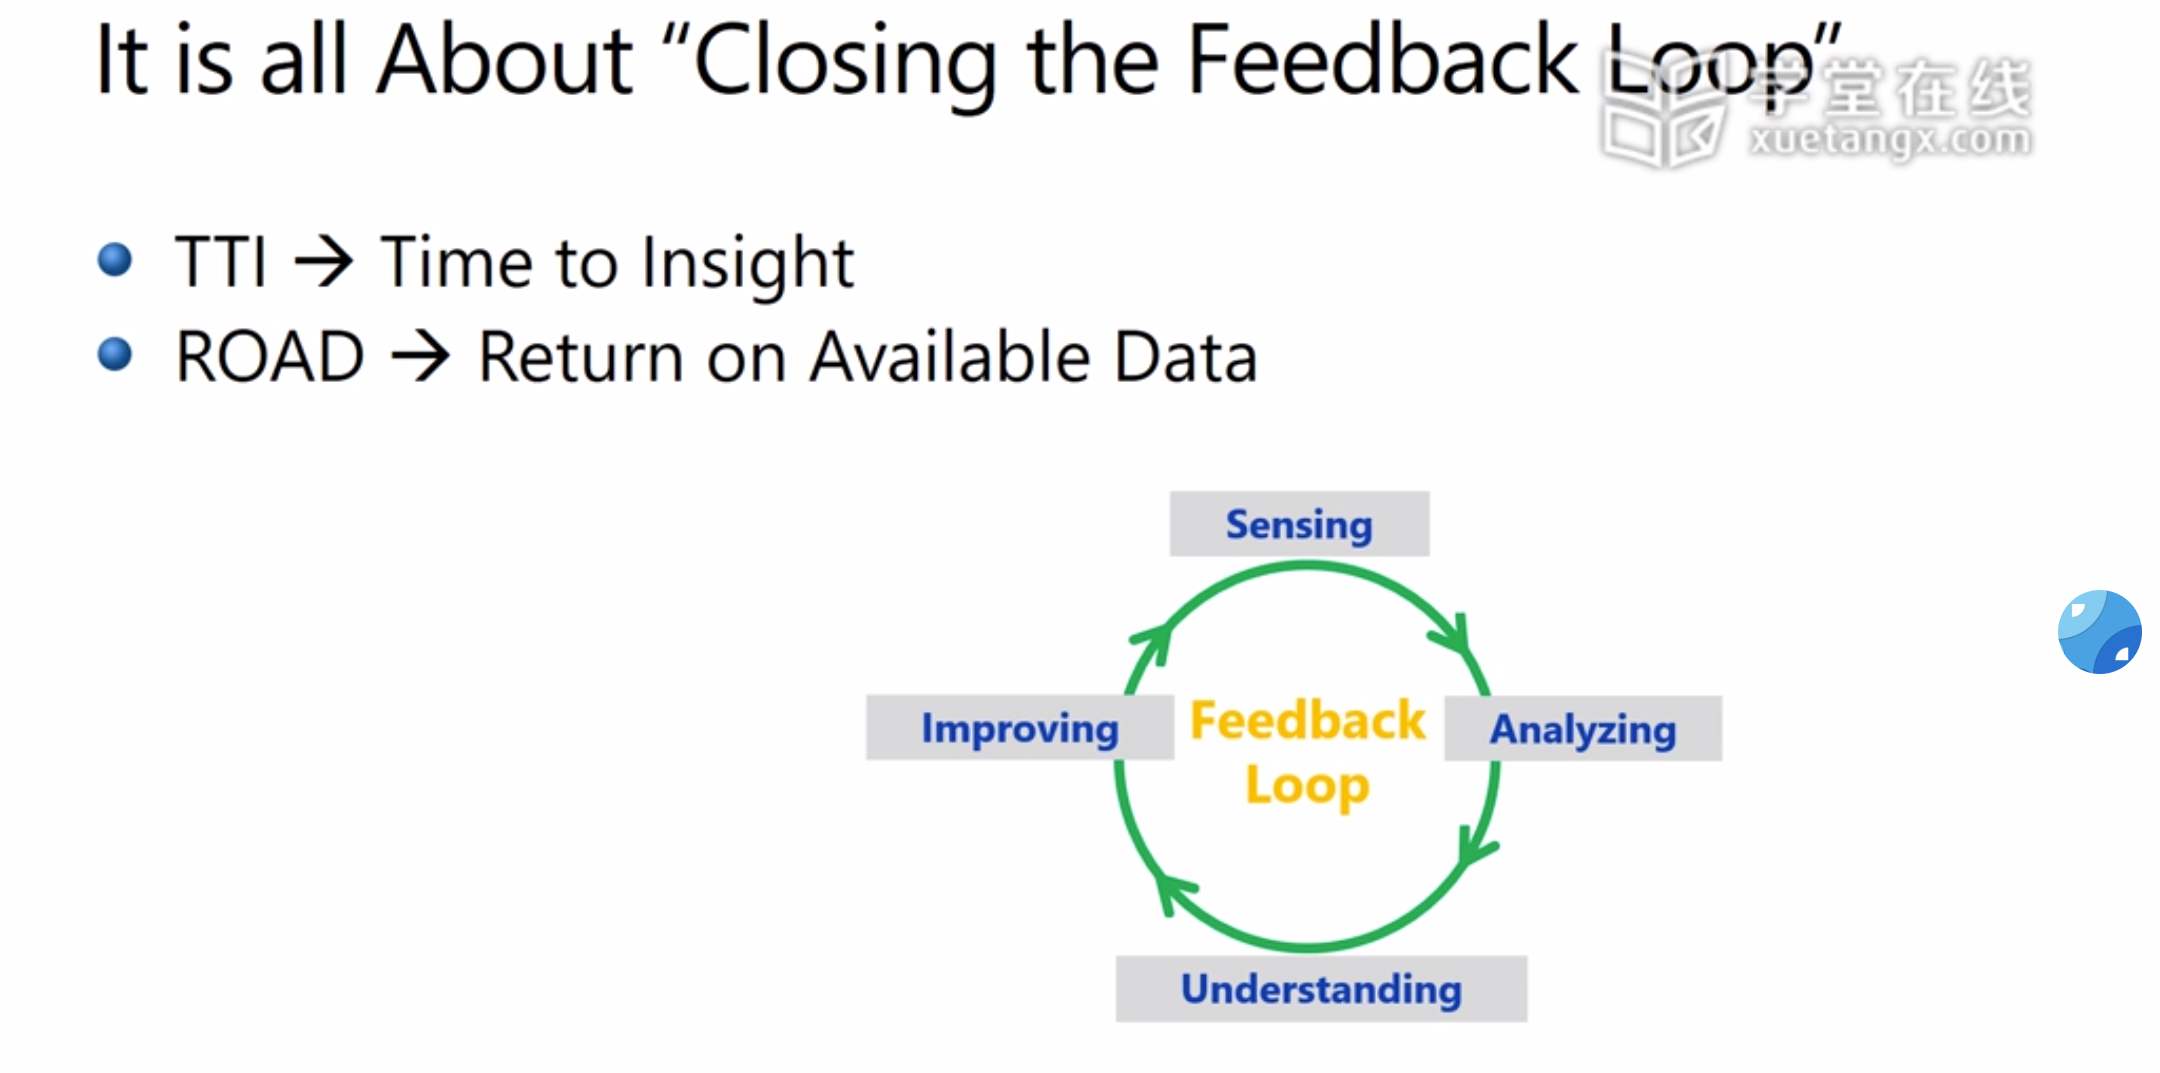 It is all About “Closing the Feedback Loop”
学堂在线
xuetangx.com
TTI → Time to Insight
ROAD → Return on Available Data
Sensing
Improving
Feedback
Loop
Analyzing
Understanding